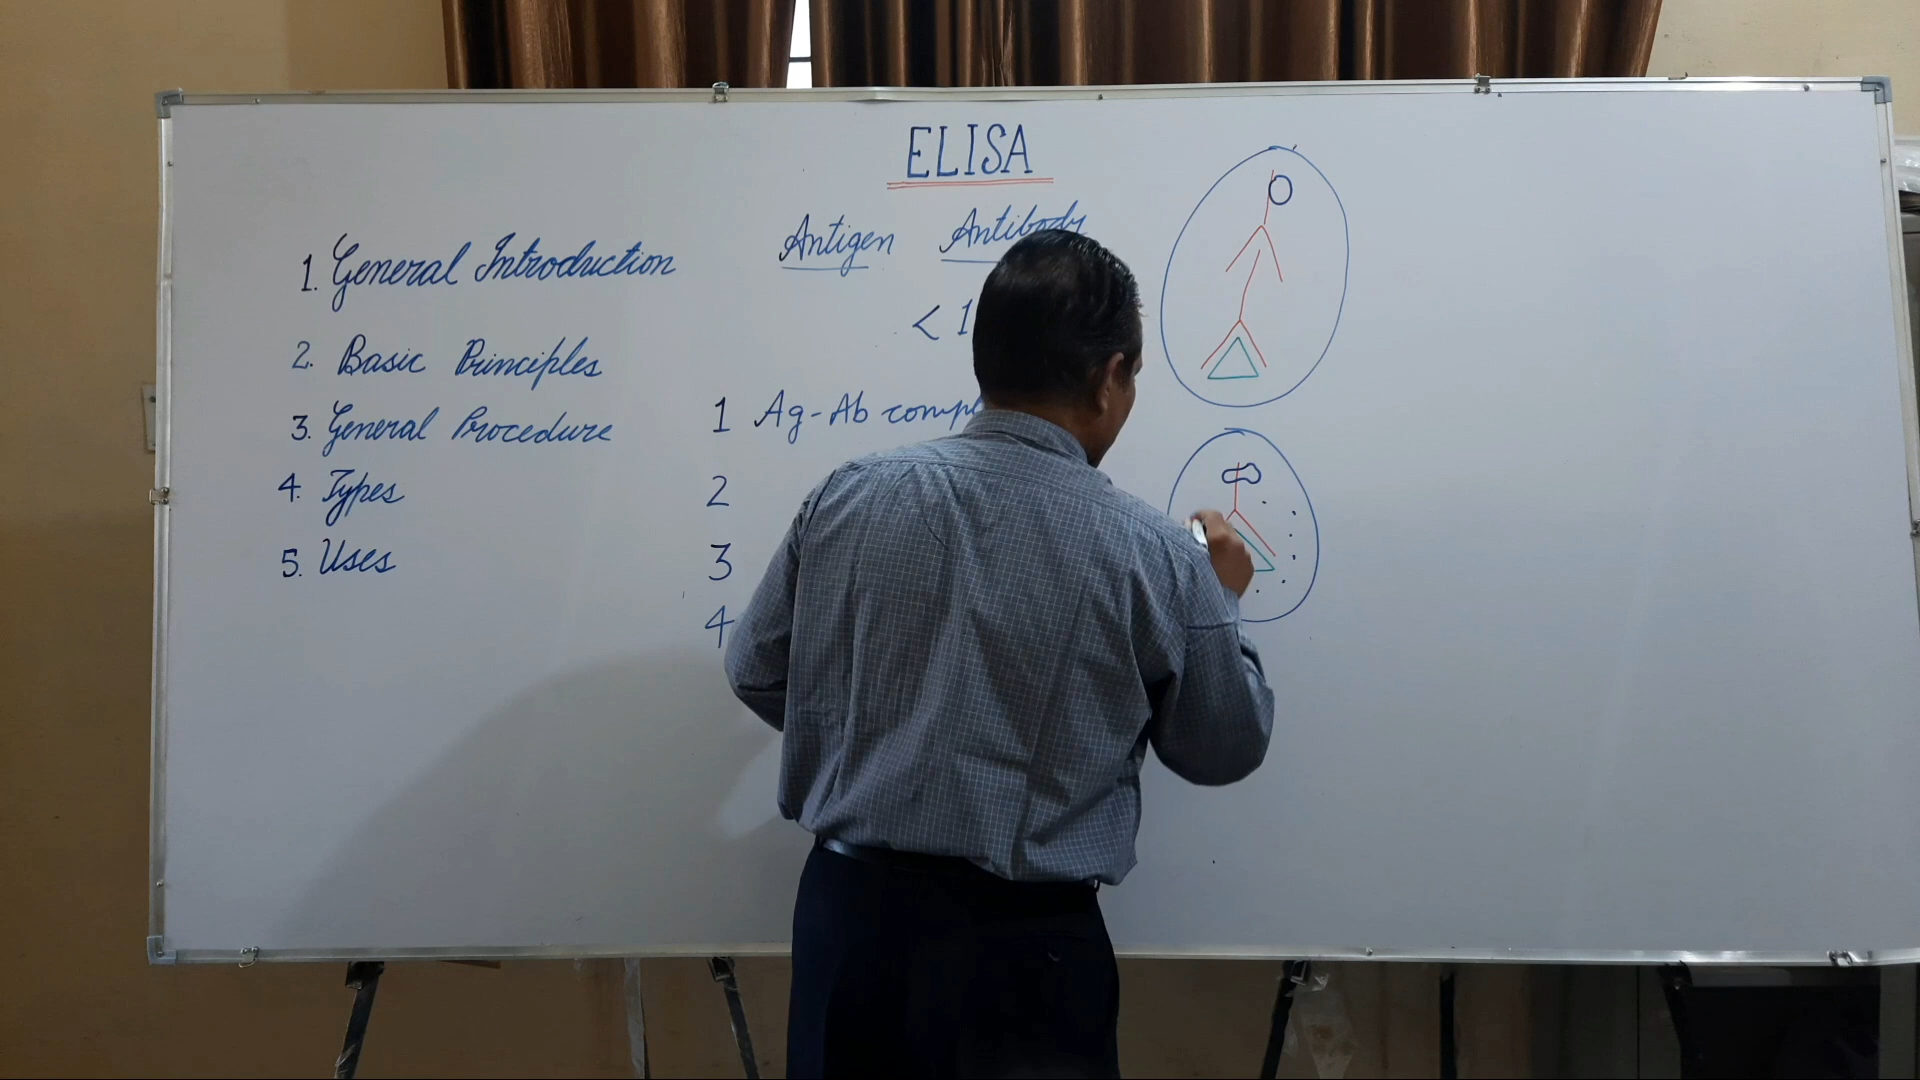 ELISA
1. General Introduction
2. Basic Principles
3. General Procedure
4. Types
5. Uses
Antigen Antibody
< 1
1 Ag-Ab
2
3
4